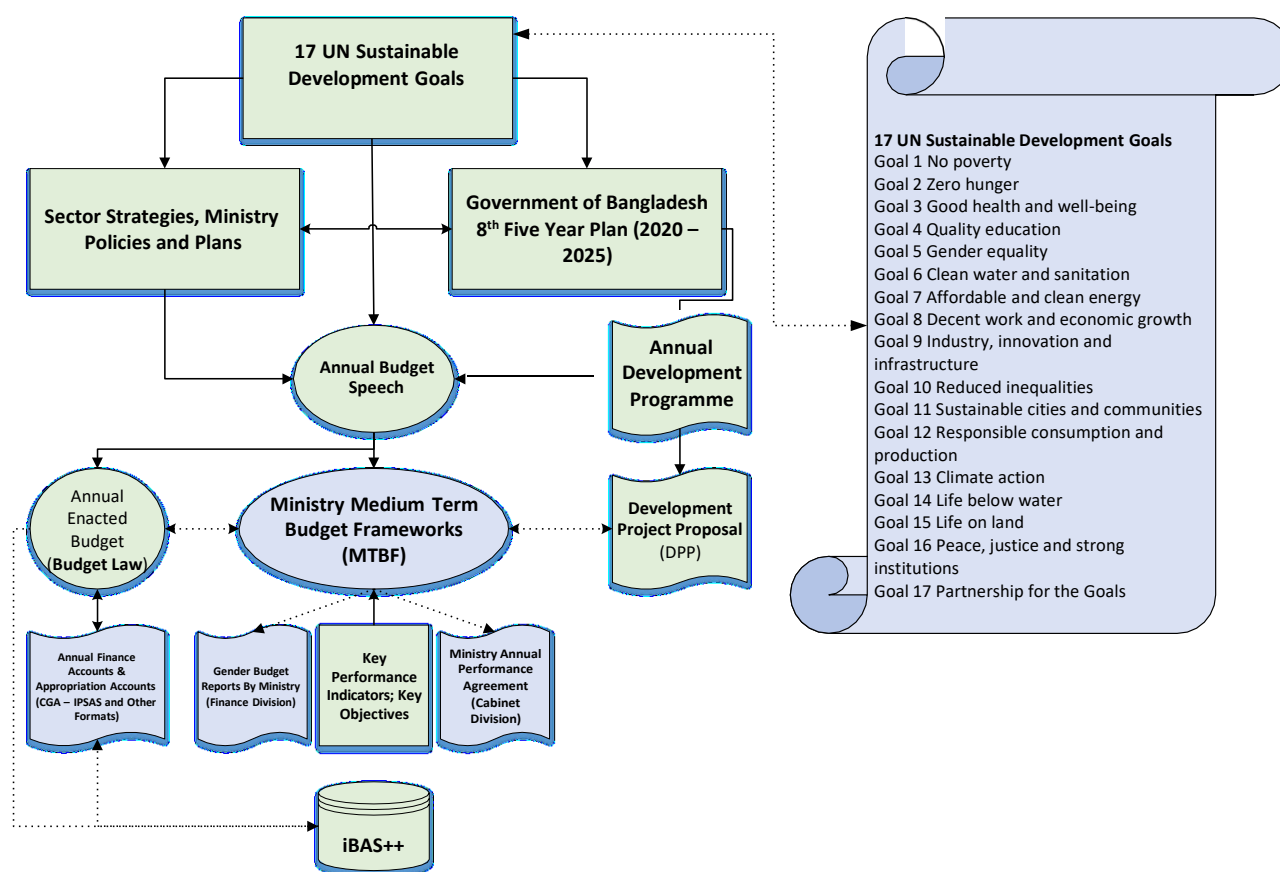 17 UN Sustainable
Development Goals
Sector Strategies, Ministry
Policies and Plans
Government of Bangladesh
8th Five Year Plan (2020 –
2025)
Annual Budget
Speech
Annual
Development
Programme
Annual
Enacted
Budget
(Budget Law)
Ministry Medium Term
Budget Frameworks
(MTBF)
Development
Project Proposal
(DPP)
Annual Finance
Accounts &
Appropriation Accounts
(CGA – IPSAS and Other
Formats)
Gender Budget
Reports By Ministry
(Finance Division)
Key
Performance
Indicators; Key
Objectives
Ministry Annual
Performance
Agreement
(Cabinet
Division)
iBAS++
17 UN Sustainable Development Goals
Goal 1 No poverty
Goal 2 Zero hunger
Goal 3 Good health and well-being
Goal 4 Quality education
Goal 5 Gender equality
Goal 6 Clean water and sanitation
Goal 7 Affordable and clean energy
Goal 8 Decent work and economic growth
Goal 9 Industry, innovation and
infrastructure
Goal 10 Reduced inequalities
Goal 11 Sustainable cities and communities
Goal 12 Responsible consumption and
production
Goal 13 Climate action
Goal 14 Life below water
Goal 15 Life on land
Goal 16 Peace, justice and strong
institutions
Goal 17 Partnership for the Goals